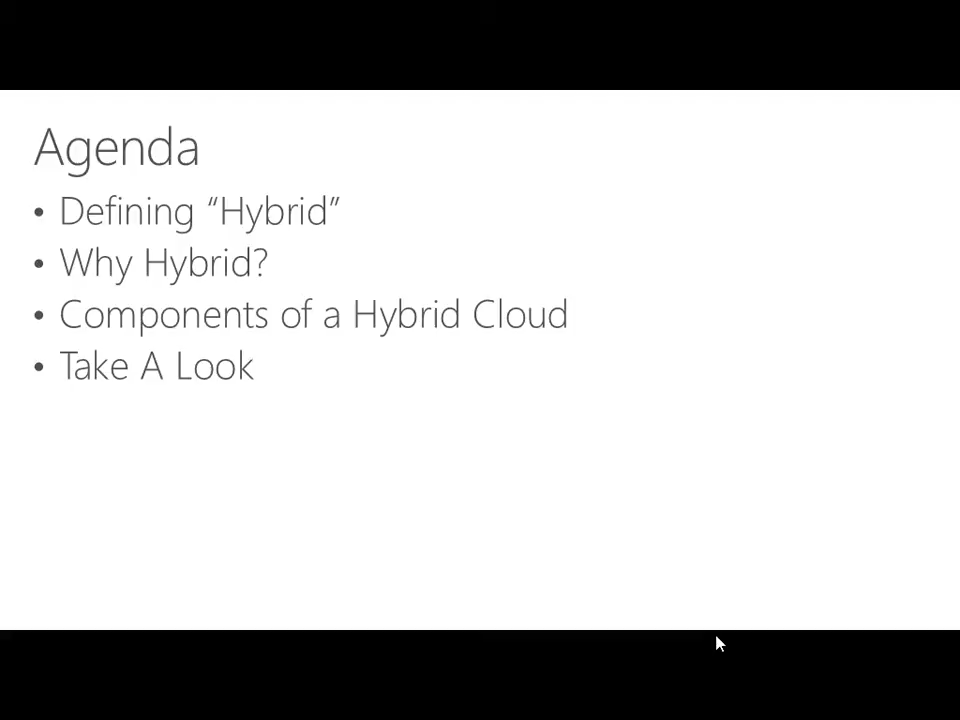 Agenda
• Defining “Hybrid”
• Why Hybrid?
• Components of a Hybrid Cloud
• Take A Look